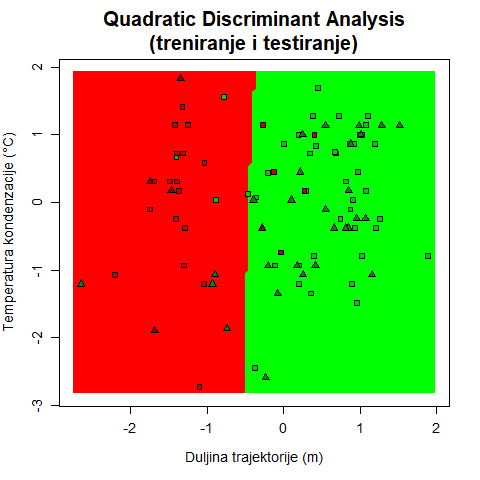 Quadratic Discriminant Analysis
(treniranje i testiranje)
Temperatura kondenzacije (°C)
2
1
0
-1
-2
-3
-2
-1
0
1
2
Duljina trajektorije (m)